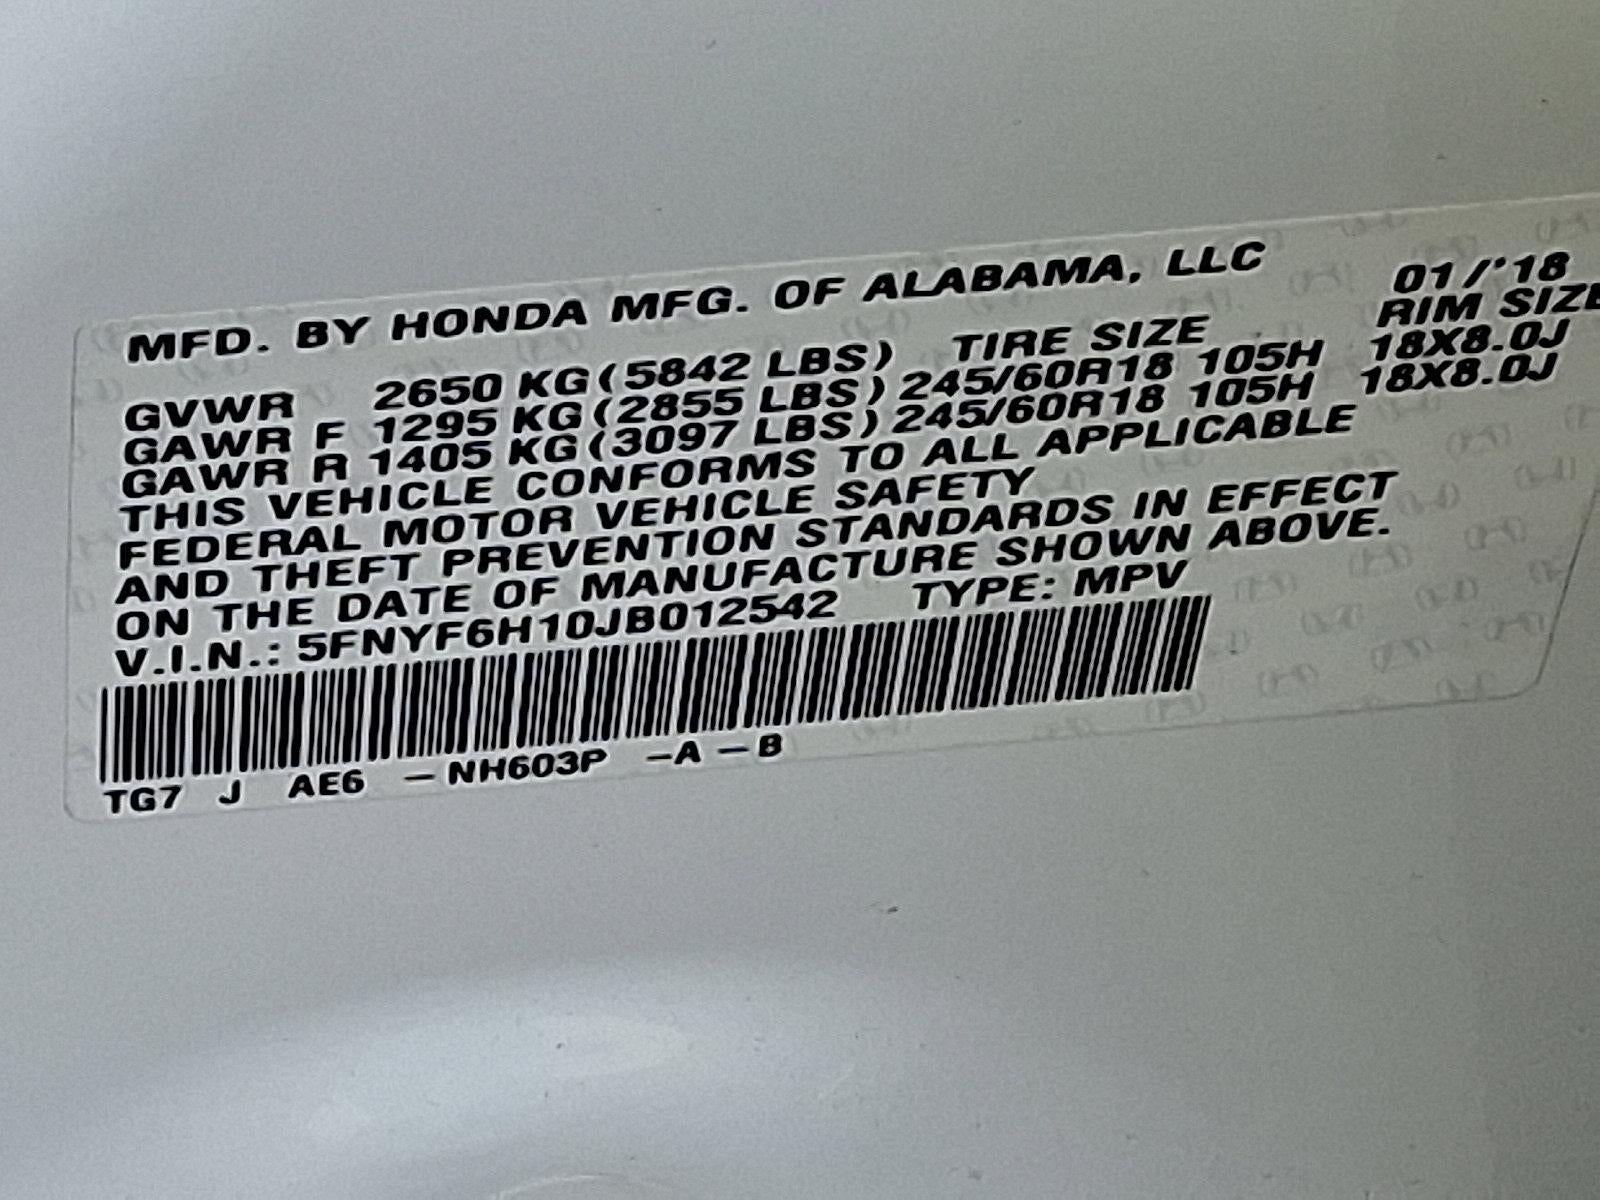 MFD. BY HONDA MFG. OF ALABAMA, LLC 01/'18
GVWR 2650 KG(5842 LBS) TIRE SIZE RIM SIZE
GAWR F 1295 KG(2855 LBS) 245/60R18 105H 18X8.0J
GAWR R 1405 KG(3097 LBS) 245/60R18 105H 18X8.0J
THIS VEHICLE CONFORMS TO ALL APPLICABLE
FEDERAL MOTOR VEHICLE SAFETY
AND THEFT PREVENTION STANDARDS IN EFFECT
ON THE DATE OF MANUFACTURE SHOWN ABOVE.
V.I.N.: 5FNYF6H10JB012542 TYPE: MPV
TG7 J AE6 -NH603P -A -B